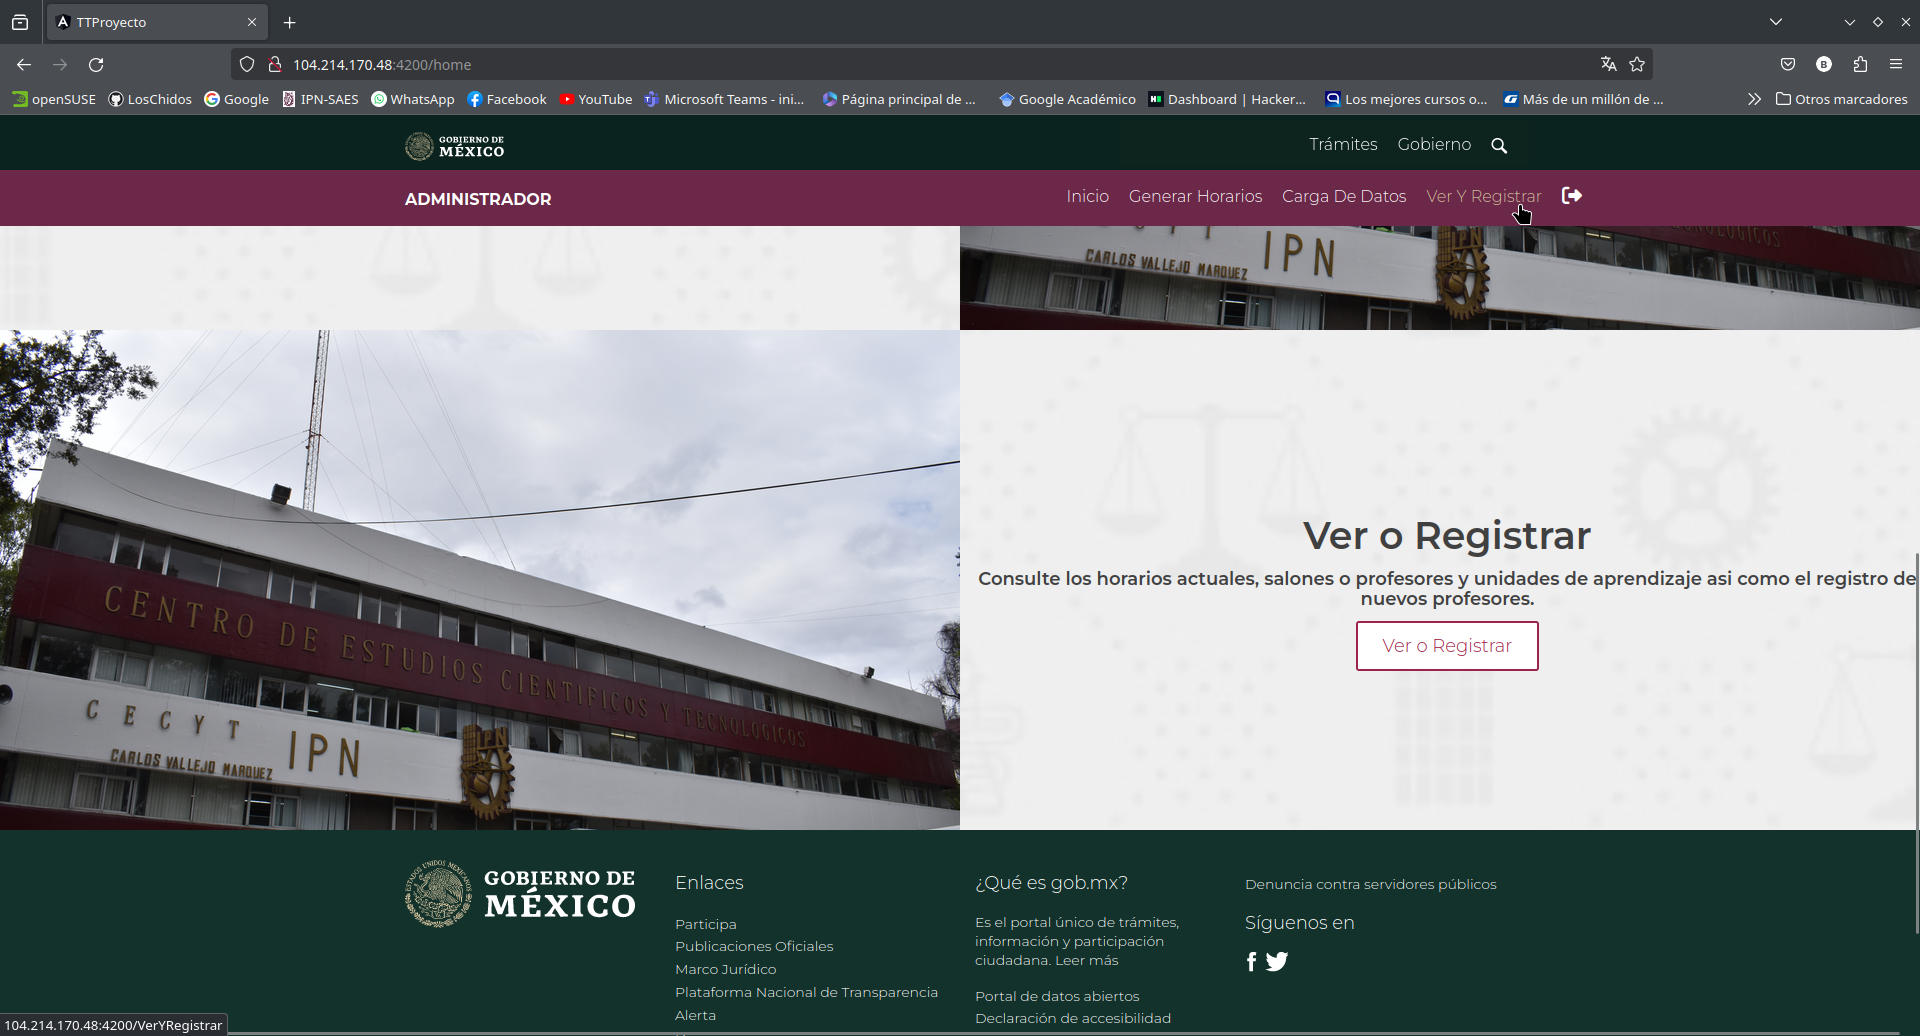 TTProyecto
104.214.170.48:4200/home
openSUSE
LosChidos
Google
IPN-SAES
WhatsApp
Facebook
YouTube
Microsoft Teams - ini...
Página principal de ...
Google Académico
Dashboard | Hacker...
Los mejores cursos o...
Más de un millón de ...
Otros marcadores
GOBIERNO DE
MÉXICO
Trámites
Gobierno
ADMINISTRADOR
Inicio
Generar Horarios
Carga De Datos
Ver Y Registrar
IPN
CARLOS VALLEJO MARQUEZ
CENTRO DE ESTUDIOS CIENTIFICOS Y TECNOLOGICOS
CECYT IPN
CARLOS VALLEJO MARQUEZ
Ver o Registrar
Consulte los horarios actuales, salones o profesores y unidades de aprendizaje asi como el registro de
nuevos profesores.
Ver o Registrar
ESTADOS UNIDOS MEXICANOS
GOBIERNO DE
MÉXICO
Enlaces
Participa
Publicaciones Oficiales
Marco Jurídico
Plataforma Nacional de Transparencia
Alerta
¿Qué es gob.mx?
Es el portal único de trámites,
información y participación
ciudadana. Leer más
Portal de datos abiertos
Declaración de accesibilidad
Denuncia contra servidores públicos
Síguenos en
104.214.170.48:4200/VerYRegistrar